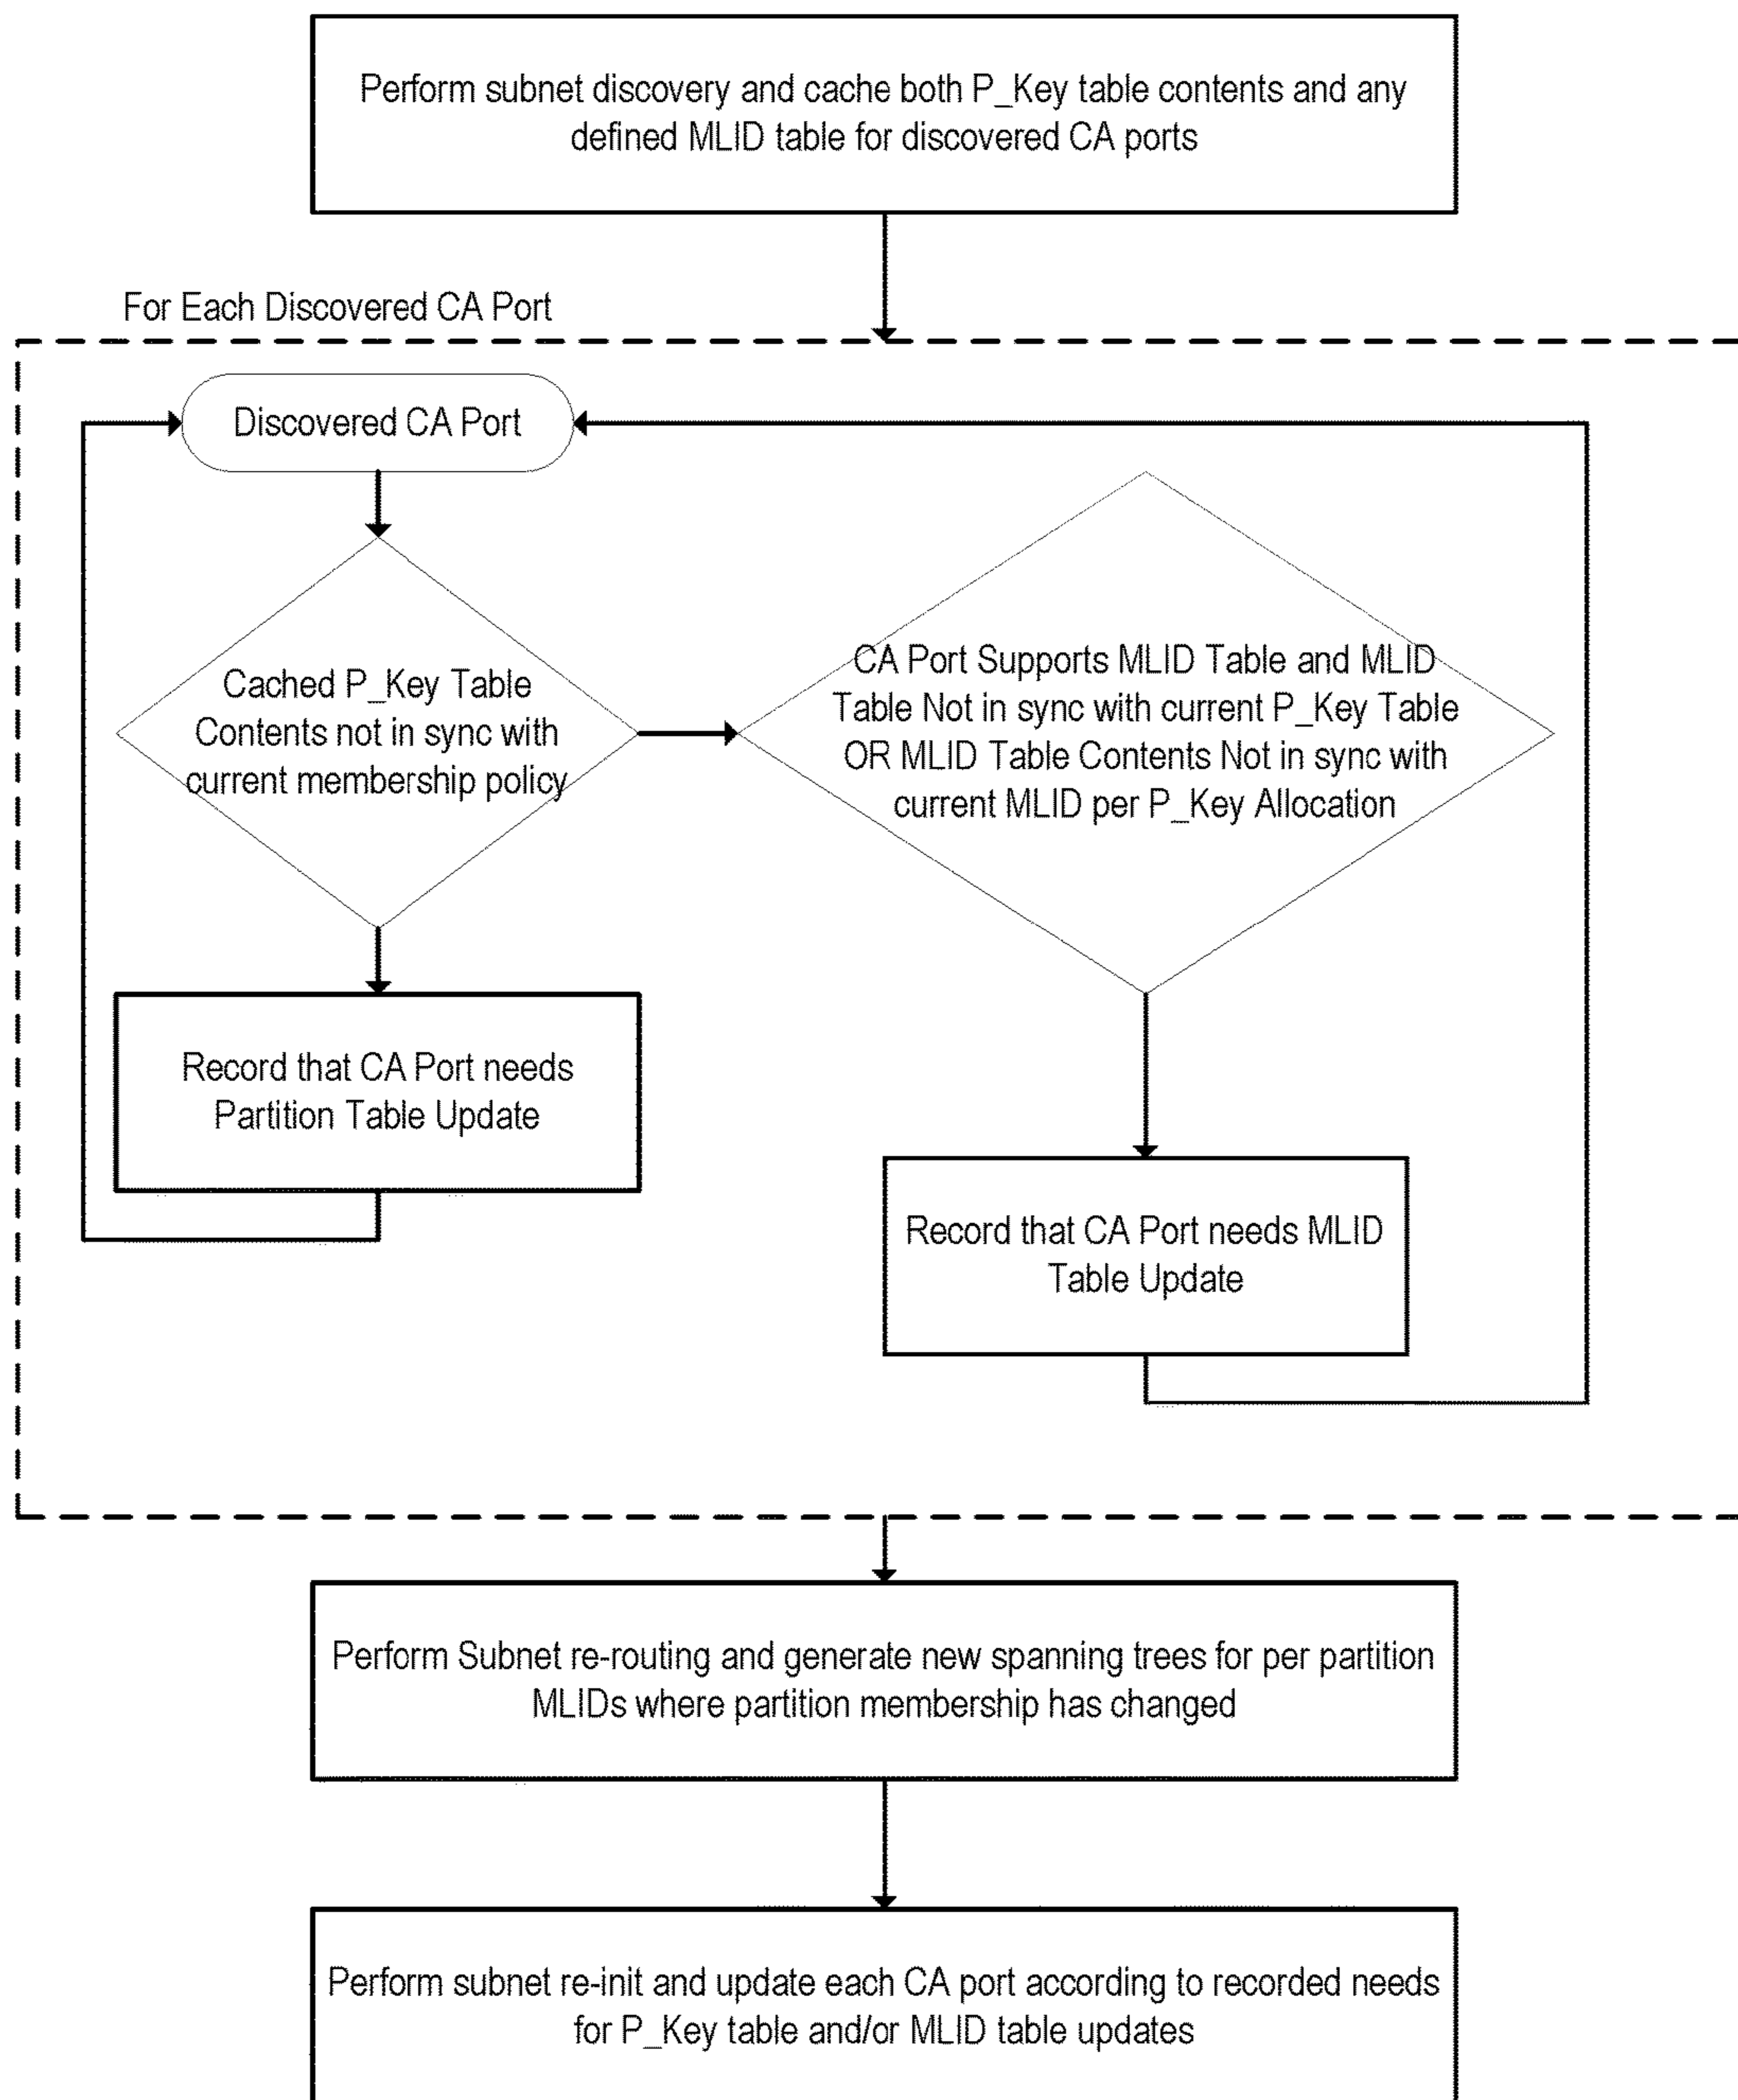 Perform subnet discovery and cache both P_Key table contents and any
defined MLID table for discovered CA ports
For Each Discovered CA Port
Discovered CA Port
Cached P_Key Table
Contents not in sync with
current membership policy
CA Port Supports MLID Table and MLID
Table Not in sync with current P_Key Table
OR MLID Table Contents Not in sync with
current MLID per P_Key Allocation
Record that CA Port needs
Partition Table Update
Record that CA Port needs MLID
Table Update
Perform Subnet re-routing and generate new spanning trees for per partition
MLIDs where partition membership has changed
Perform subnet re-init and update each CA port according to recorded needs
for P_Key table and/or MLID table updates